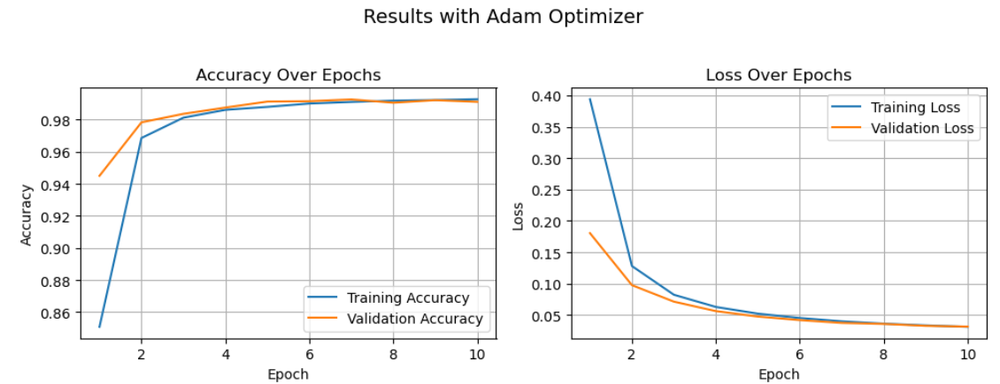 Results with Adam Optimizer
Accuracy Over Epochs
Accuracy
0.98
0.96
0.94
0.92
0.90
0.88
0.86
Training Accuracy
Validation Accuracy
2 4 6 8 10
Epoch
Loss Over Epochs
Loss
0.40
0.35
0.30
0.25
0.20
0.15
0.10
0.05
Training Loss
Validation Loss
2 4 6 8 10
Epoch